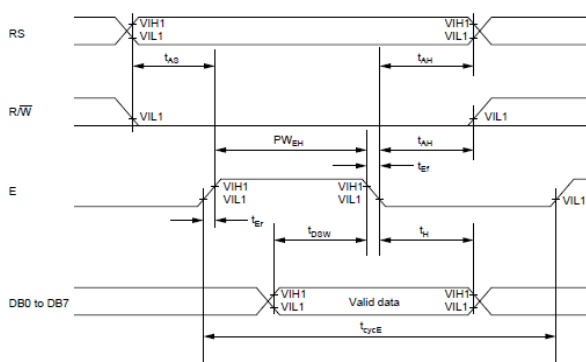 RS
VIH1
VIL1
VIH1
VIL1
tAS
tAH
R/W̅
VIL1
VIL1
PWEH
tAH
tEf
E
VIH1
VIL1
VIH1
VIL1
VIL1
tEr
tDSW
tH
DB0 to DB7
VIH1
VIL1
Valid data
VIH1
VIL1
tcycE